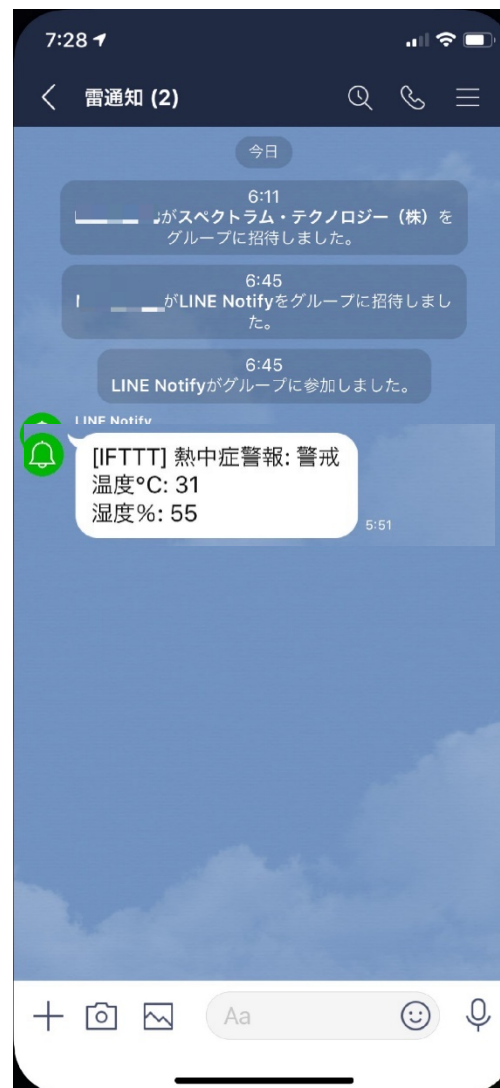 7:28
雷通知 (2)
今日
6:11
がスペクトラム・テクノロジー（株）を
グループに招待しました。
6:45
がLINE Notifyをグループに招待しまし
た。
6:45
LINE Notifyがグループに参加しました。
LINE Notify
[IFTTT] 熱中症警報: 警戒
温度°C: 31
湿度%: 55
5:51
Aa